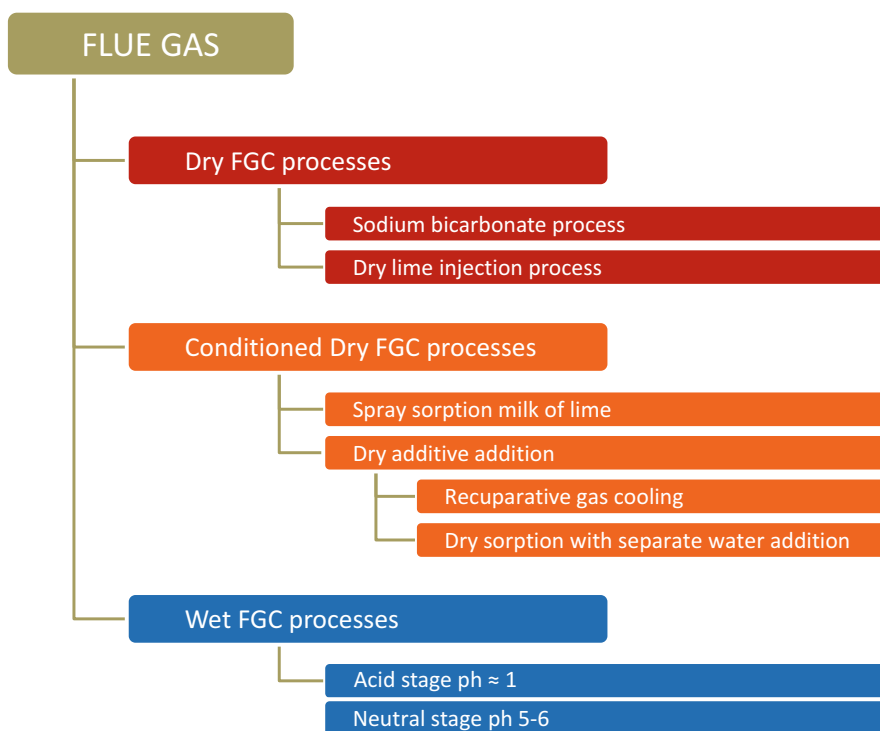 FLUE GAS
Dry FGC processes
Sodium bicarbonate process
Dry lime injection process
Conditioned Dry FGC processes
Spray sorption milk of lime
Dry additive addition
Recuparative gas cooling
Dry sorption with separate water addition
Wet FGC processes
Acid stage ph ≈ 1
Neutral stage ph 5-6